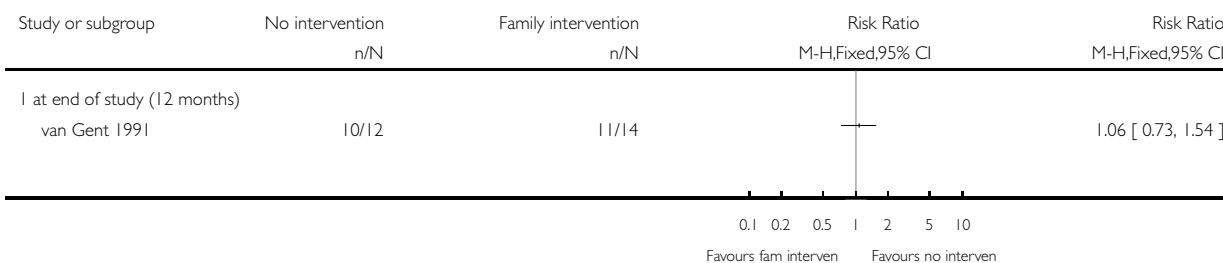 Study or subgroup No intervention Family intervention Risk Ratio Risk Ratio
n/N n/N M-H,Fixed,95% CI M-H,Fixed,95% CI
1 at end of study (12 months)
van Gent 1991 10/12 11/14 1.06 [ 0.73, 1.54 ]
0.1 0.2 0.5 1 2 5 10
Favours fam interven Favours no interven